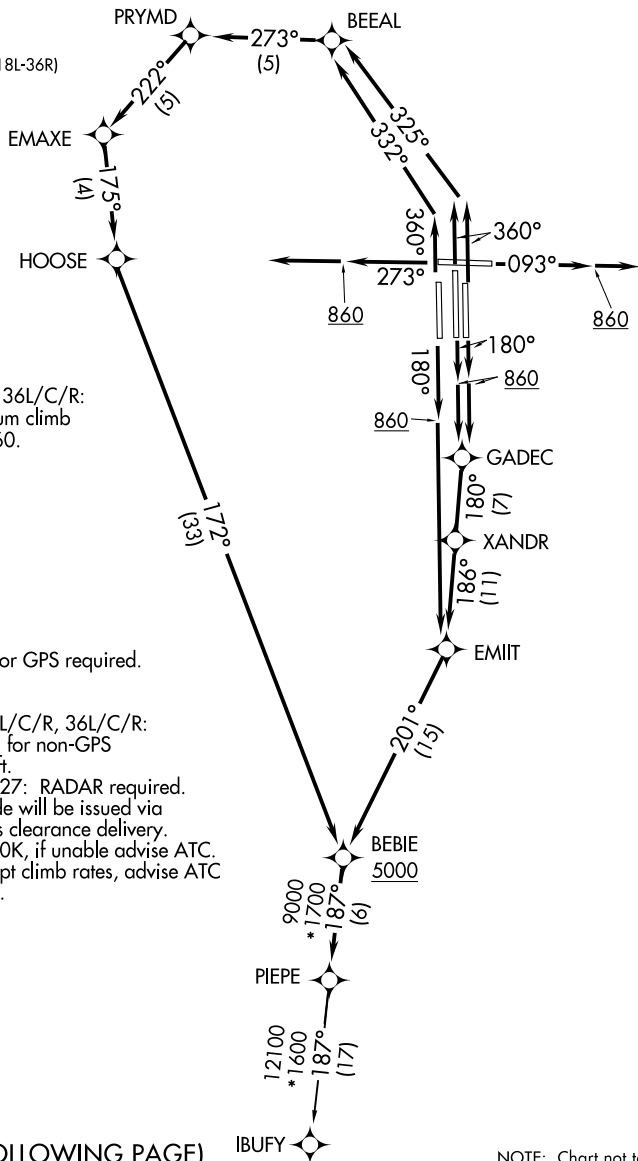 PRYMD
BEEAL
273°
(5)
18L-36R)
222°
(5)
325°
332°
EMAXE
175°
(4)
360°
360°
HOOSE
273°
093°
860
860
180°
180°
860
36L/C/R:
um climb
60.
860
GADEC
180°
(7)
172°
(33)
XANDR
186°
(11)
EMIIT
or GPS required.
201°
(15)
L/C/R, 36L/C/R:
for non-GPS
ft.
27: RADAR required.
de will be issued via
s clearance delivery.
0K, if unable advise ATC.
pt climb rates, advise ATC
.
BEBIE
5000
9000
*1700
187°
(6)
PIEPE
12100
*1600
187°
(17)
OLLOWING PAGE)
IBUFY
NOTE: Chart not to